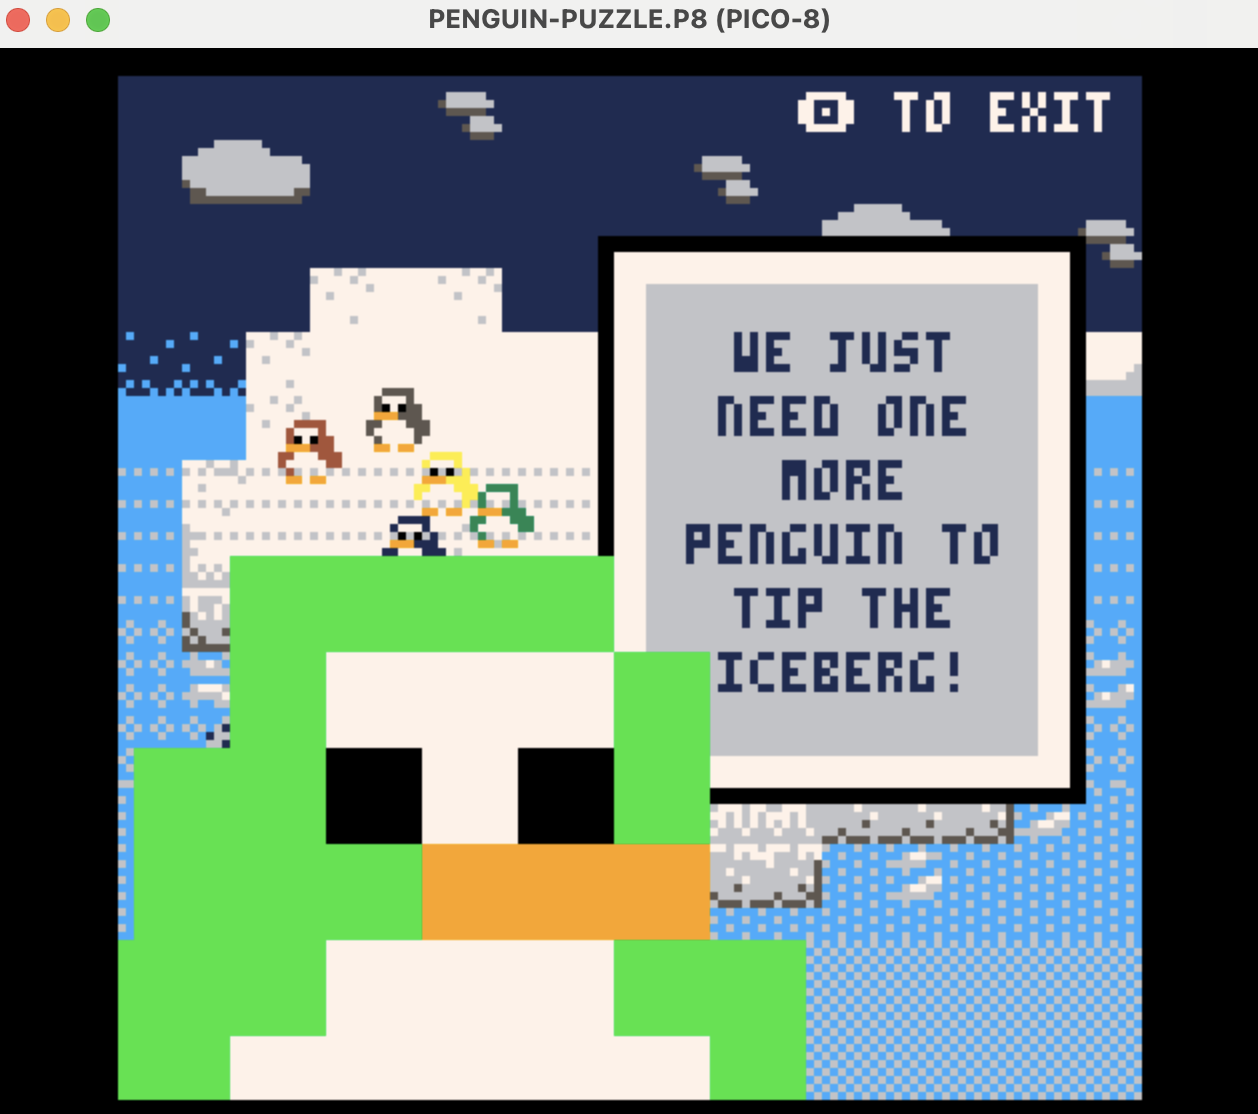 PENGUIN-PUZZLE.P8 (PICO-8)
🅾️ TO EXIT
WE JUST
NEED ONE
MORE
PENGUIN TO
TIP THE
ICEBERG!